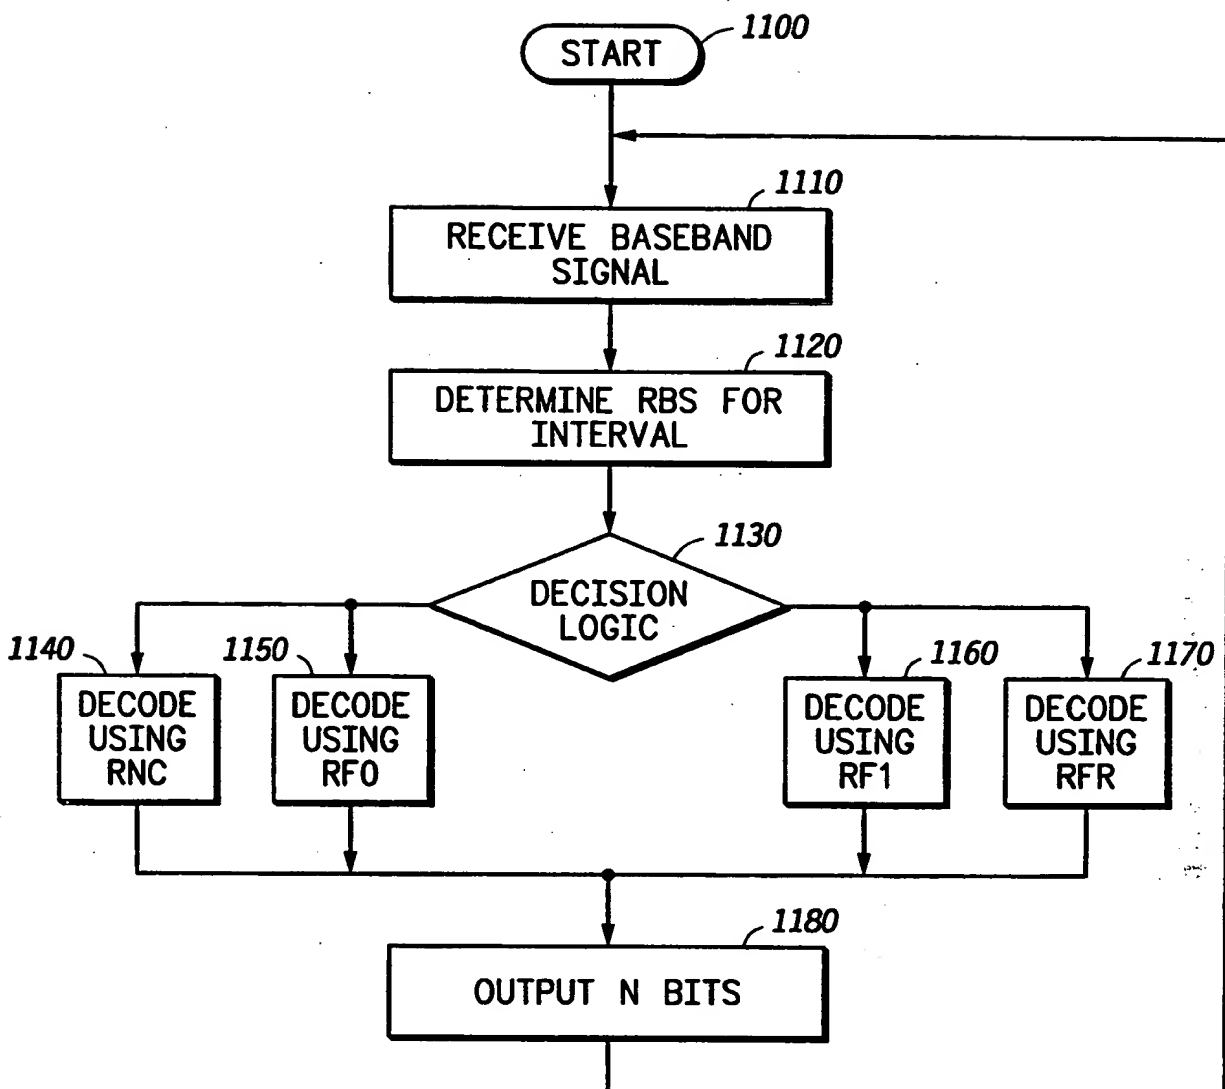 START
1100
1110
RECEIVE BASEBAND
SIGNAL
1120
DETERMINE RBS FOR
INTERVAL
1130
DECISION
LOGIC
1140
DECODE
USING
RNC
1150
DECODE
USING
RF0
1160
DECODE
USING
RF1
1170
DECODE
USING
RFR
1180
OUTPUT N BITS